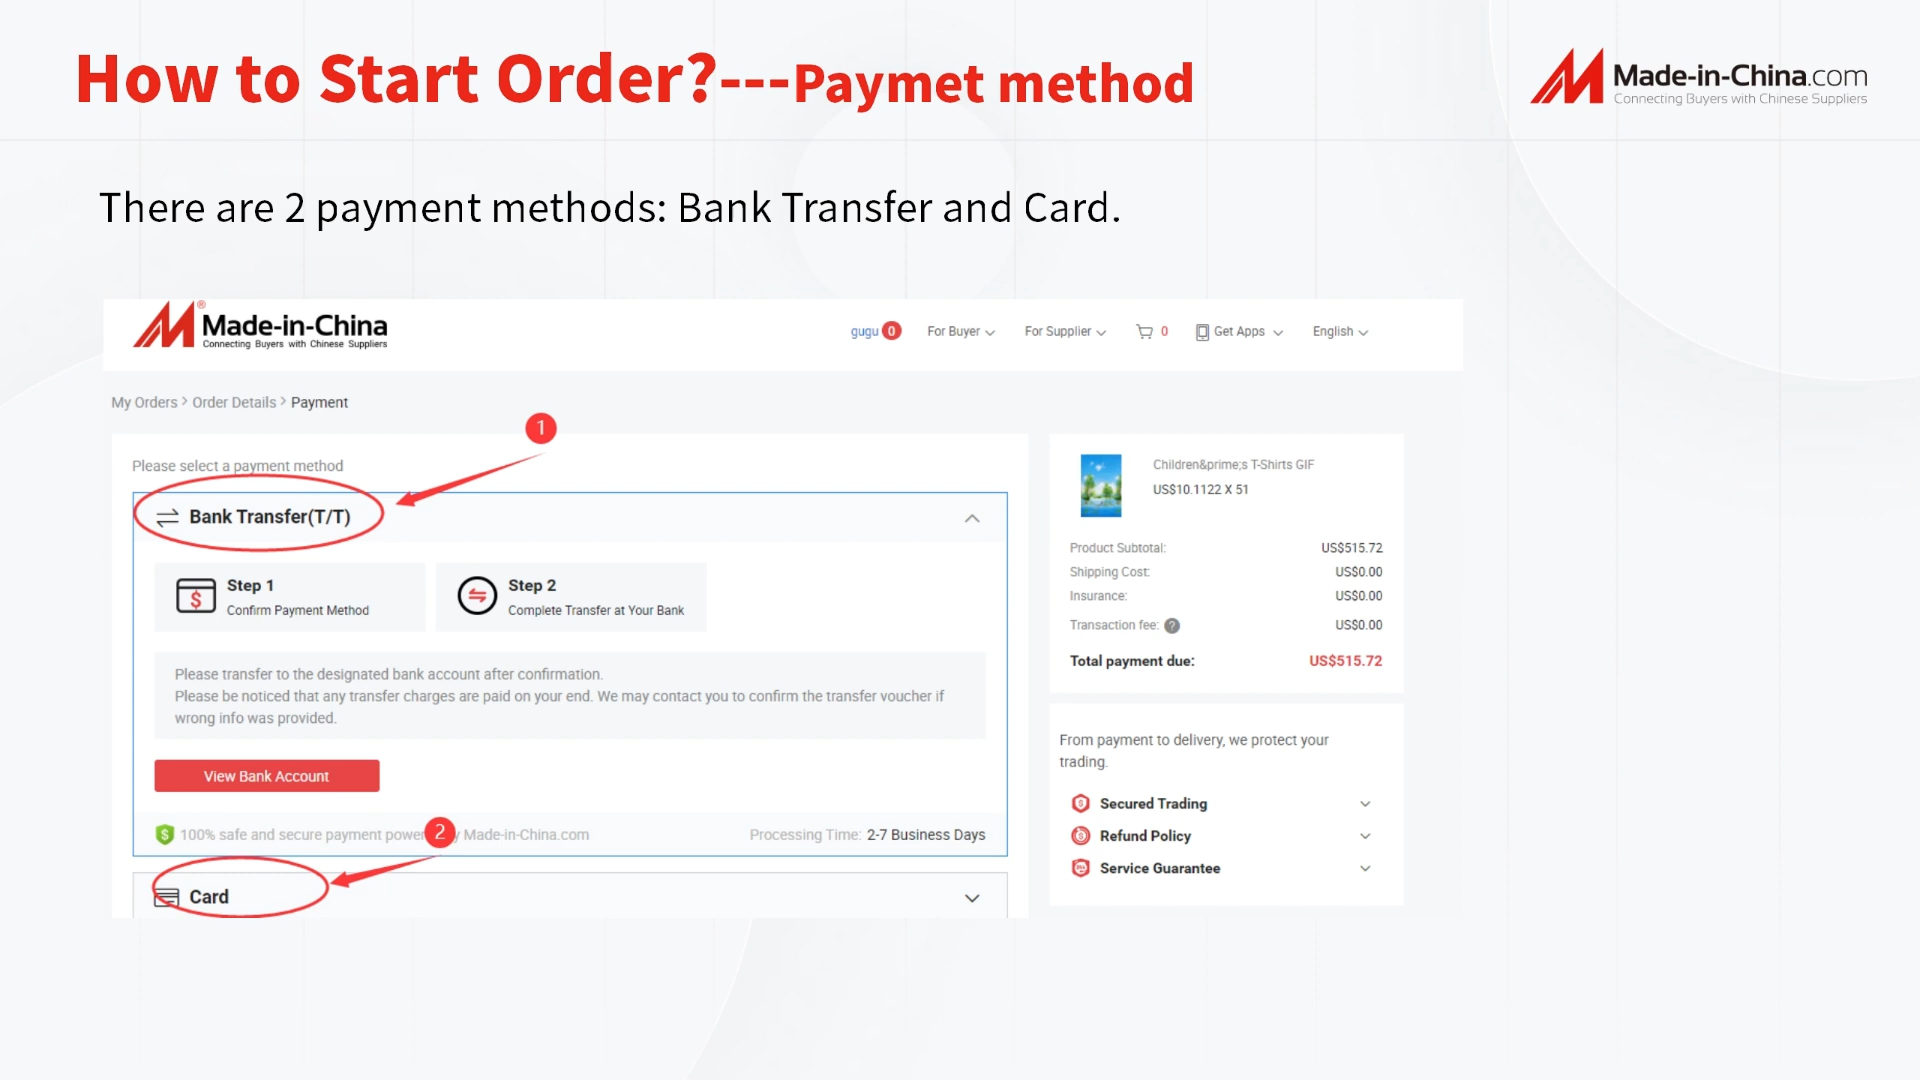 How to Start Order?---Paymet method
Made-in-China.com
Connecting Buyers with Chinese Suppliers
There are 2 payment methods: Bank Transfer and Card.
Made-in-China
Connecting Buyers with Chinese Suppliers
gugu 0 For Buyer For Supplier 0 Get Apps English
My Orders > Order Details > Payment
1
Please select a payment method
Bank Transfer(T/T)
Step 1
Confirm Payment Method
Step 2
Complete Transfer at Your Bank
Please transfer to the designated bank account after confirmation.
Please be noticed that any transfer charges are paid on your end. We may contact you to confirm the transfer voucher if
wrong info was provided.
View Bank Account
100% safe and secure payment power 2 y Made-in-China.com
Processing Time: 2-7 Business Days
Card
Children&prime;s T-Shirts GIF
US$10.1122 X 51
Product Subtotal: US$515.72
Shipping Cost: US$0.00
Insurance: US$0.00
Transaction fee: ? US$0.00
Total payment due: US$515.72
From payment to delivery, we protect your
trading.
Secured Trading
Refund Policy
Service Guarantee